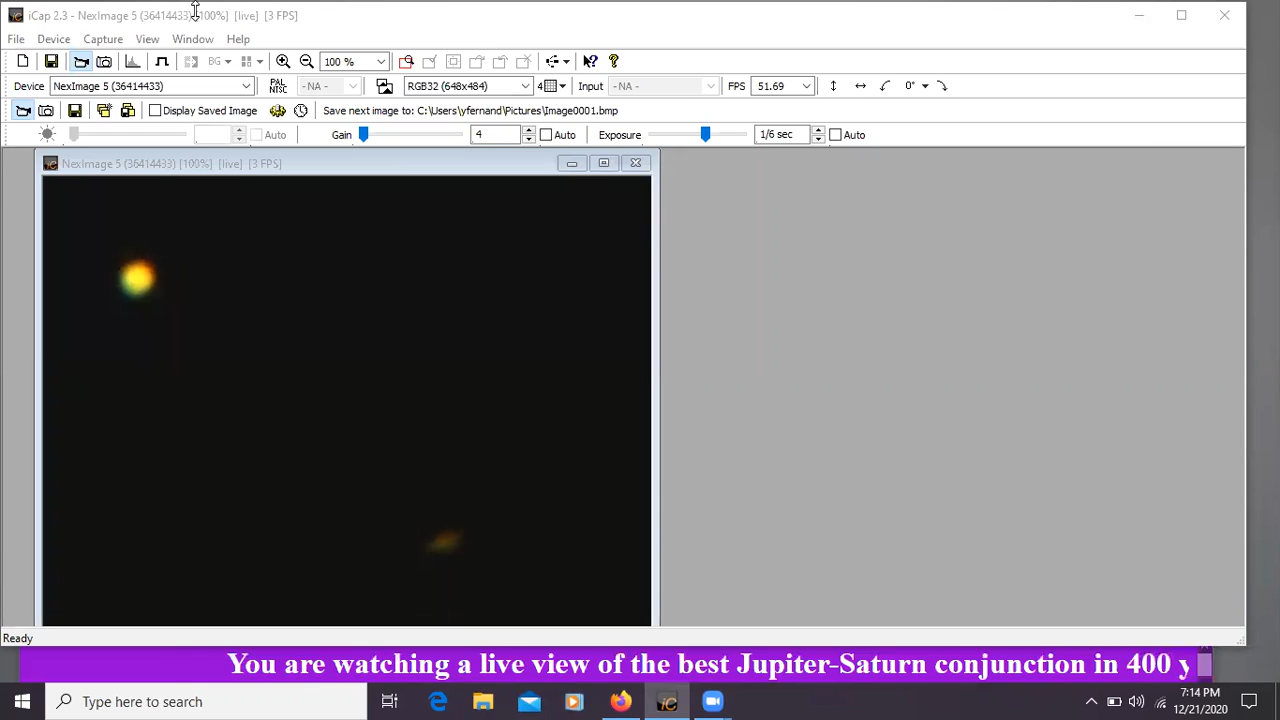 iCap 2.3 - NexImage 5 (36414433) [100%] [live] [3 FPS]
File Device Capture View Window Help
BG 100 %
Device NexImage 5 (36414433) PAL NTSC - NA - RGB32 (648x484) 4 Input - NA - FPS 51.69 0°
Display Saved Image Save next image to: C:\Users\yfernand\Pictures\Image0001.bmp
Auto Gain 4 Auto Exposure 1/6 sec Auto
NexImage 5 (36414433) [100%] [live] [3 FPS]
Ready
You are watching a live view of the best Jupiter-Saturn conjunction in 400 y
Type here to search
7:14 PM
12/21/2020